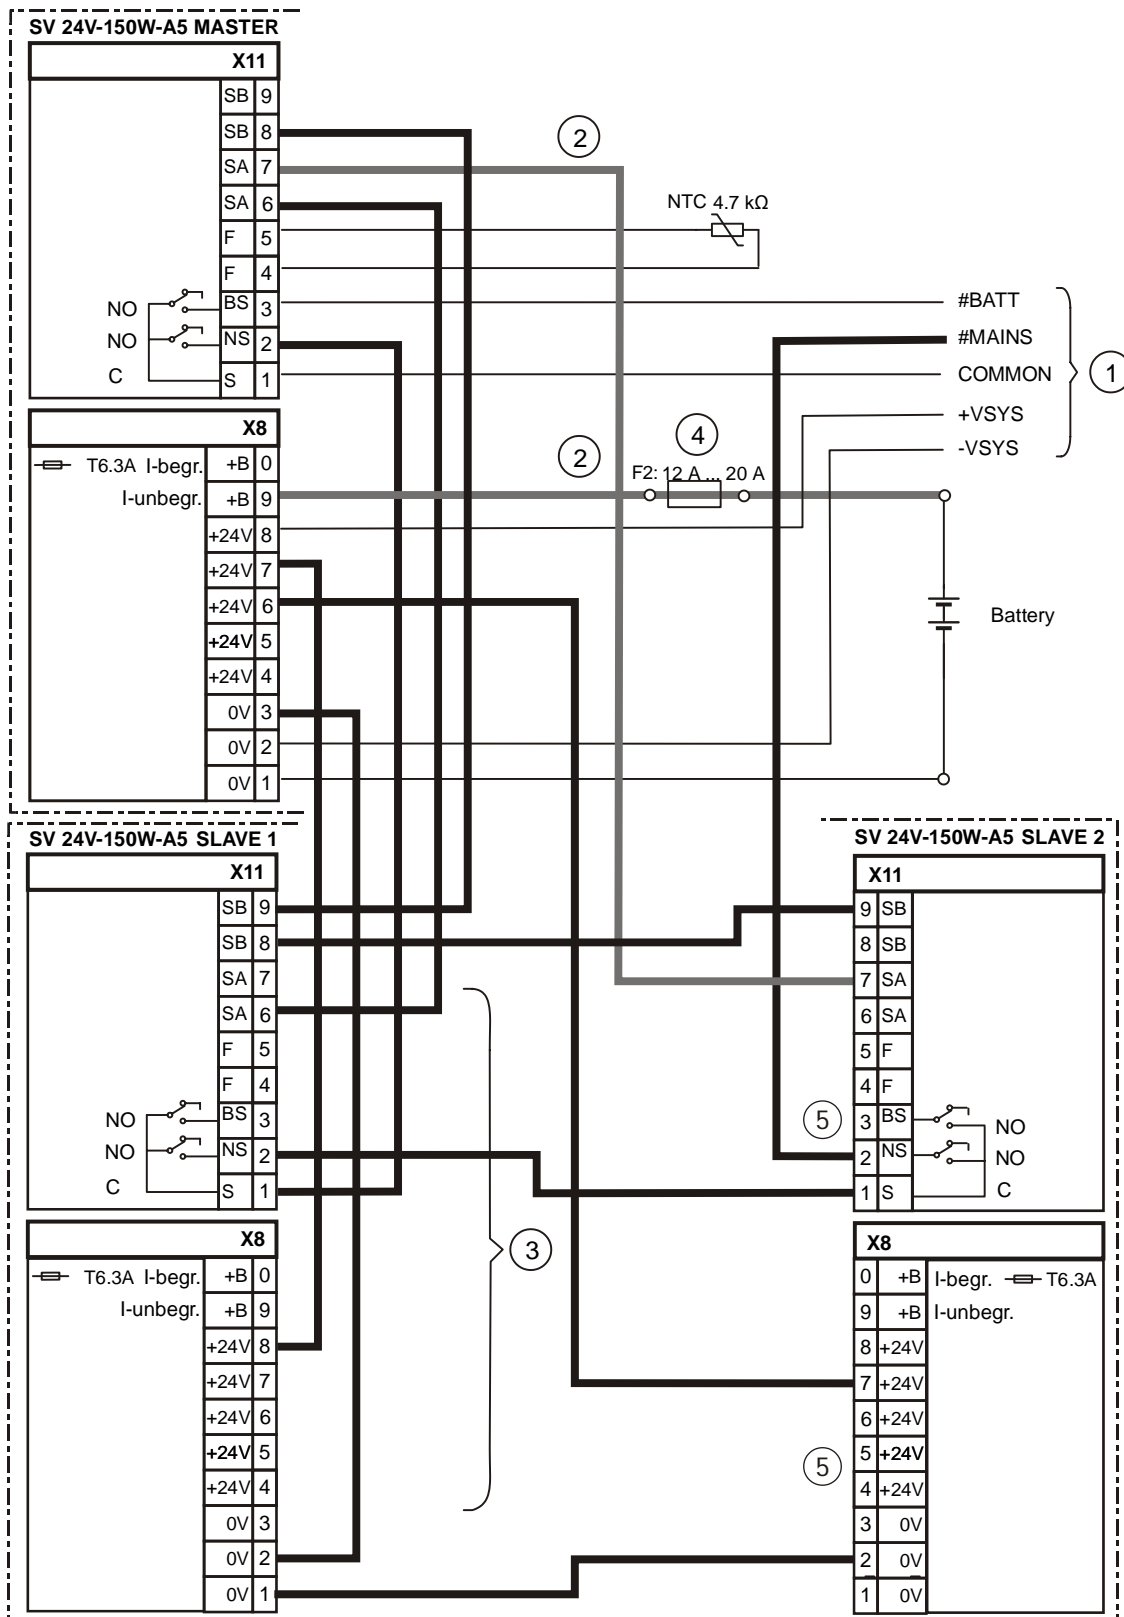 SV 24V-150W-A5 MASTER
X11
SB 9
SB 8
SA 7
SA 6
F 5
F 4
NO BS 3
NO NS 2
C S 1
2
NTC 4.7 kΩ
#BATT
#MAINS
COMMON
+VSYS
-VSYS
1
X8
T6.3A I-begr. +B 0
I-unbegr. +B 9
+24V 8
+24V 7
+24V 6
+24V 5
+24V 4
0V 3
0V 2
0V 1
2
4
F2: 12 A ... 20 A
Battery
SV 24V-150W-A5 SLAVE 1
X11
SB 9
SB 8
SA 7
SA 6
F 5
F 4
NO BS 3
NO NS 2
C S 1
X8
T6.3A I-begr. +B 0
I-unbegr. +B 9
+24V 8
+24V 7
+24V 6
+24V 5
+24V 4
0V 3
0V 2
0V 1
3
SV 24V-150W-A5 SLAVE 2
X11
9 SB
8 SB
7 SA
6 SA
5 F
4 F
5
3 BS NO
2 NS NO
1 S C
X8
0 +B I-begr. T6.3A
9 +B I-unbegr.
8 +24V
7 +24V
6 +24V
5
5 +24V
4 +24V
3 0V
2 0V
1 0V